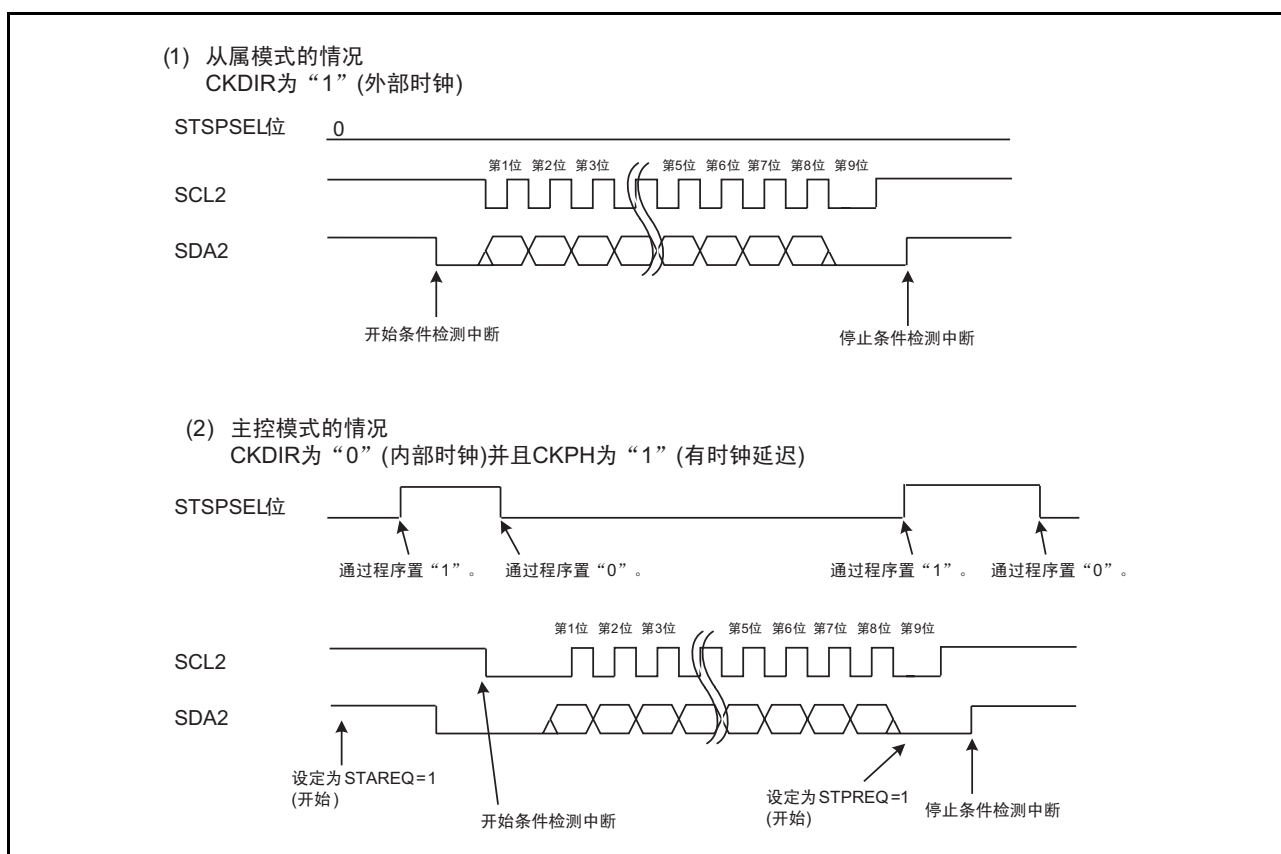 (1) 从属模式的情况
CKDIR为“1”(外部时钟)
STSPSEL位
0
第1位 第2位 第3位 第5位 第6位 第7位 第8位 第9位
SCL2
SDA2
开始条件检测中断
停止条件检测中断
(2) 主控模式的情况
CKDIR为“0”(内部时钟)并且CKPH为“1”(有时钟延迟)
STSPSEL位
通过程序置“1”。 通过程序置“0”。 通过程序置“1”。 通过程序置“0”。
第1位 第2位 第3位 第5位 第6位 第7位 第8位 第9位
SCL2
SDA2
设定为STAREQ=1
(开始)
开始条件检测中断
设定为STPREQ=1
(开始)
停止条件检测中断